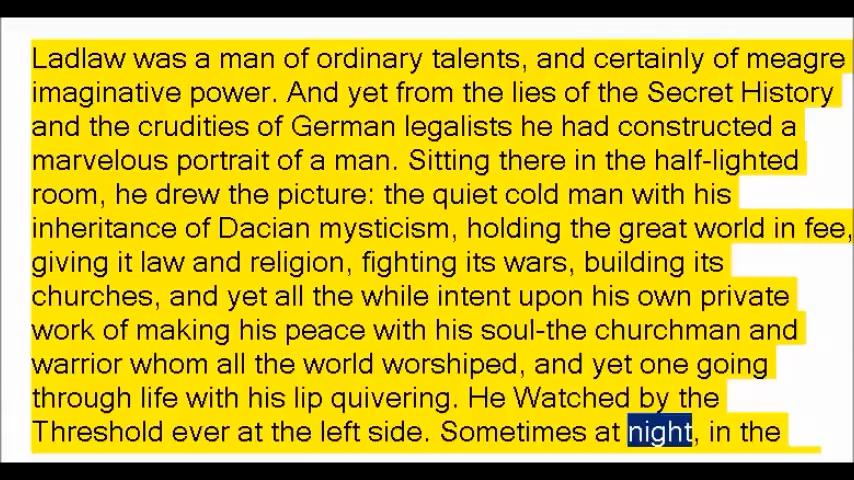 Ladlaw was a man of ordinary talents, and certainly of meagre
imaginative power. And yet from the lies of the Secret History
and the crudities of German legalists he had constructed a
marvelous portrait of a man. Sitting there in the half-lighted
room, he drew the picture: the quiet cold man with his
inheritance of Dacian mysticism, holding the great world in fee,
giving it law and religion, fighting its wars, building its
churches, and yet all the while intent upon his own private
work of making his peace with his soul-the churchman and
warrior whom all the world worshiped, and yet one going
through life with his lip quivering. He Watched by the
Threshold ever at the left side. Sometimes at night, in the